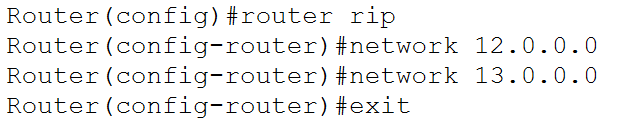 Router(config)#router rip
Router(config-router)#network 12.0.0.0
Router(config-router)#network 13.0.0.0
Router(config-router)#exit